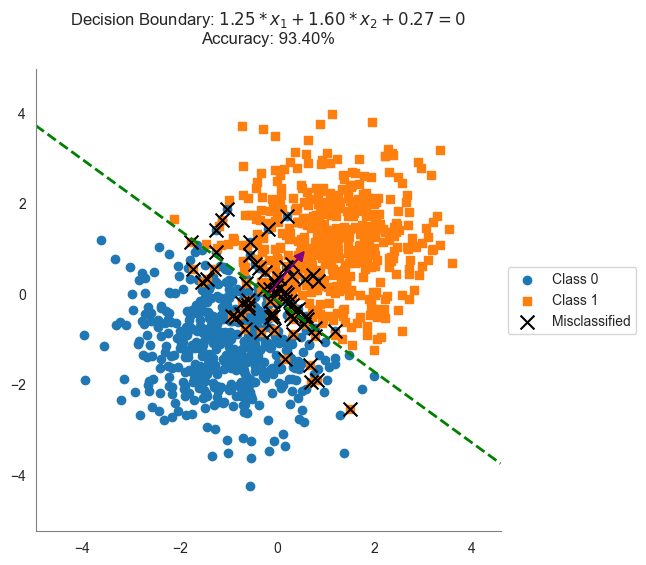 Decision Boundary: 1.25 * x₁ + 1.60 * x₂ + 0.27 = 0
Accuracy: 93.40%
4
2
0
−2
−4
−4 −2 0 2 4
Class 0
Class 1
Misclassified